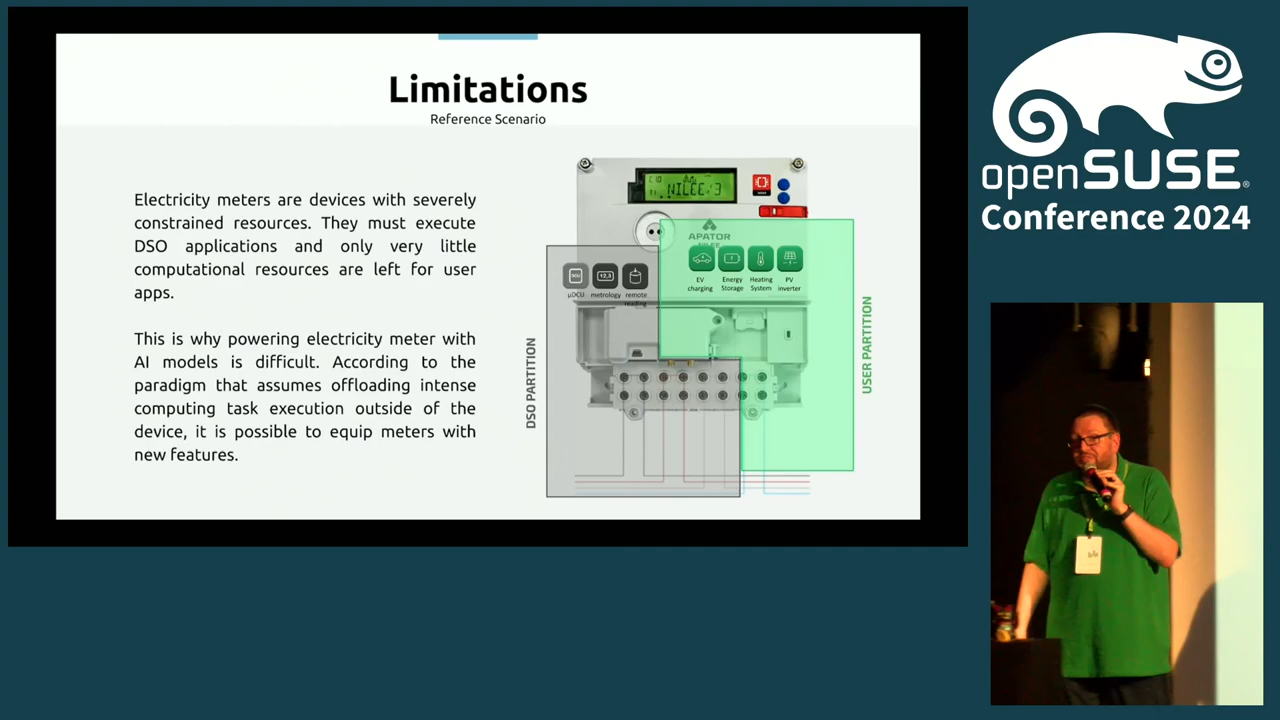 Limitations
Reference Scenario
Electricity meters are devices with severely
constrained resources. They must execute
DSO applications and only very little
computational resources are left for user
apps.
This is why powering electricity meter with
AI models is difficult. According to the
paradigm that assumes offloading intense
computing task execution outside of the
device, it is possible to equip meters with
new features.
NILEE/3
APATOR
NILEE
µDCU
metrology
remote
reading
EV
charging
Energy
Storage
Heating
System
PV
inverter
DSO PARTITION
USER PARTITION
openSUSE®
Conference 2024